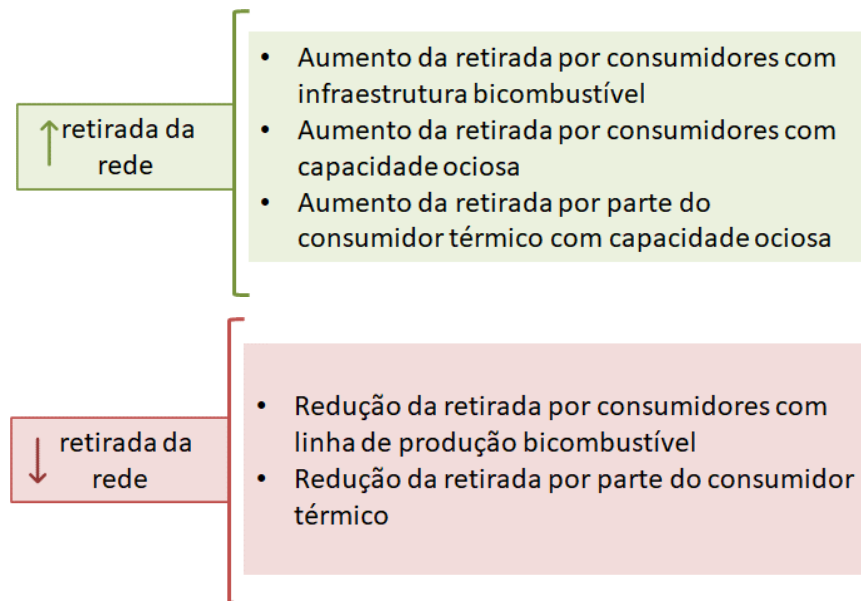 ↑ retirada da
rede
• Aumento da retirada por consumidores com
infraestrutura bicombustível
• Aumento da retirada por consumidores com
capacidade ociosa
• Aumento da retirada por parte do
consumidor térmico com capacidade ociosa
↓ retirada da
rede
• Redução da retirada por consumidores com
linha de produção bicombustível
• Redução da retirada por parte do consumidor
térmico